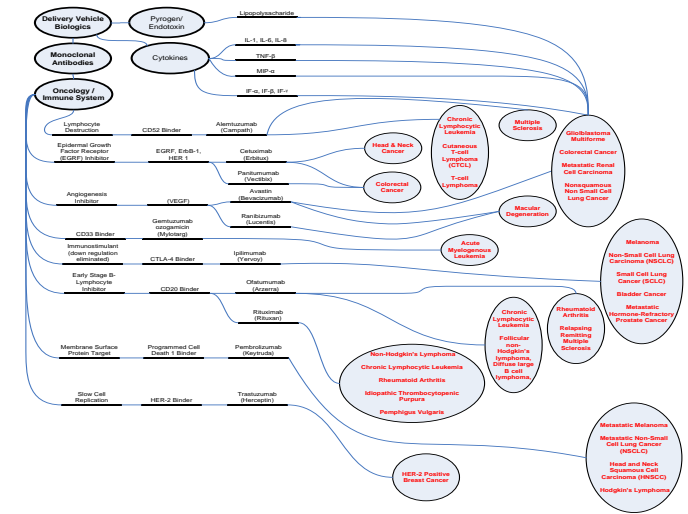 Delivery Vehicle
Biologics
Pyrogen/
Endotoxin
Lipopolysacharide
Monoclonal
Antibodies
Cytokines
IL-1, IL-6, IL-8
TNF-β
MIP-α
IF-α, IF-β, IF-ɤ
Oncology /
Immune System
Lymphocyte
Destruction
CD52 Binder
Alemtuzumab
(Campath)
Epidermal Growth
Factor Receptor
(EGRF) Inhibitor
EGRF, ErbB-1,
HER 1
Cetuximab
(Erbitux)
Panitumumab
(Vectibix)
Angiogenesis
Inhibitor
(VEGF)
Avastin
(Bevacizumab)
Ranibizumab
(Lucentis)
CD33 Binder
Gemtuzumab
ozogamicin
(Mylotarg)
Immunostimulant
(down regulation
eliminated)
CTLA-4 Binder
Ipilimumab
(Yervoy)
Early Stage B-
Lymphocyte
Inhibitor
CD20 Binder
Ofatumumab
(Arzerra)
Rituximab
(Rituxan)
Membrane Surface
Protein Target
Programmed Cell
Death 1 Binder
Pembrolizumab
(Keytruda)
Slow Cell
Replication
HER-2 Binder
Trastuzumab
(Herceptin)
Head & Neck
Cancer
Colorectal
Cancer
Chronic
Lymphocytic
Leukemia
Cutaneous
T-cell
Lymphoma
(CTCL)
T-cell
Lymphoma
Multiple
Sclerosis
Gliolblastoma
Multiforme
Colorectal Cancer
Metastatic Renal
Cell Carcinoma
Nonsquamous
Non Small Cell
Lung Cancer
Macular
Degeneration
Acute
Myelogenous
Leukemia
Melanoma
Non-Small Cell Lung
Carcinoma (NSCLC)
Small Cell Lung
Cancer (SCLC)
Bladder Cancer
Metastatic
Hormone-Refractory
Prostate Cancer
Rheumatoid
Arthritis
Relapsing
Remitting
Multiple
Sclerosis
Chronic
Lymphocytic
Leukemia
Follicular
non-
Hodgkin's
lymphoma,
Diffuse large
B cell
lymphoma,
Non-Hodgkin's Lymphoma
Chronic Lymphocytic Leukemia
Rheumatoid Arthritis
Idiopathic Thrombocytopenic
Purpura
Pemphigus Vulgaris
Metastatic Melanoma
Metastatic Non-Small
Cell Lung Cancer
(NSCLC)
Head and Neck
Squamous Cell
Carcinoma (HNSCC)
Hodgkin's Lymphoma
HER-2 Positive
Breast Cancer